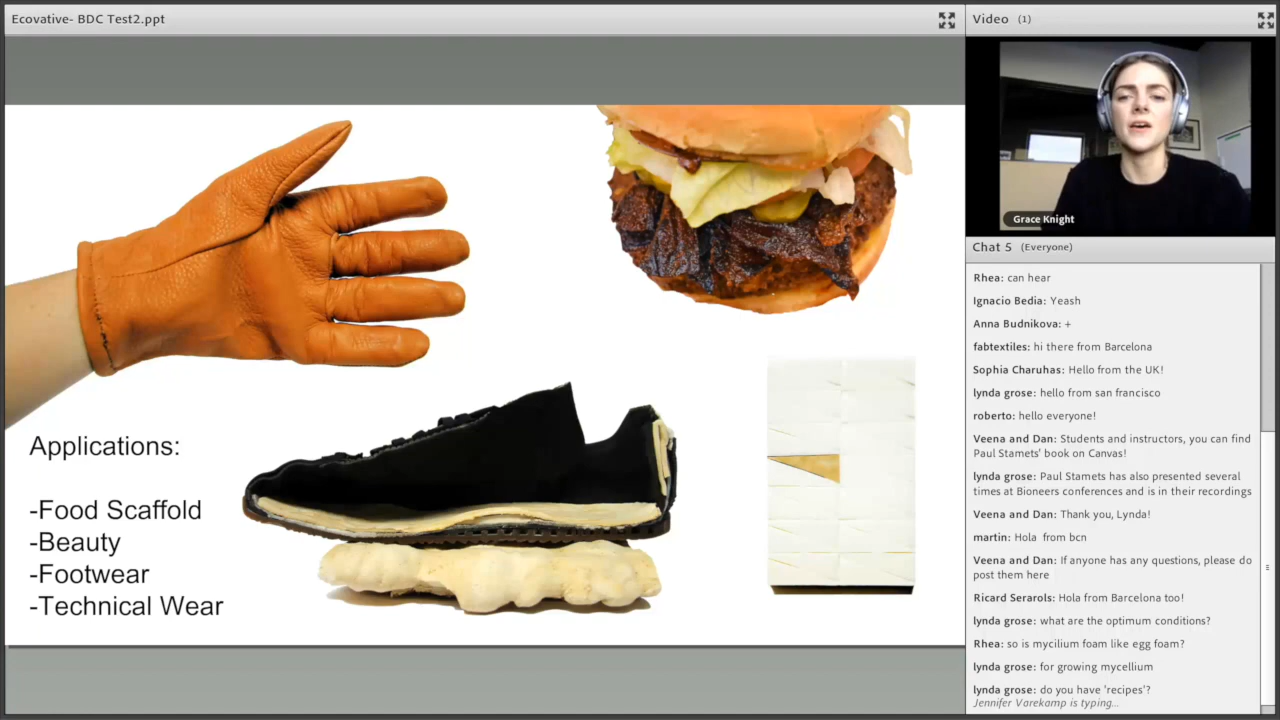 Ecovative- BDC Test2.ppt
Applications:
-Food Scaffold
-Beauty
-Footwear
-Technical Wear
Video (1)
Grace Knight
Chat 5 (Everyone)
Rhea: can hear
Ignacio Bedia: Yeash
Anna Budnikova: +
fabtextiles: hi there from Barcelona
Sophia Charuhas: Hello from the UK!
lynda grose: hello from san francisco
roberto: hello everyone!
Veena and Dan: Students and instructors, you can find
Paul Stamets' book on Canvas!
lynda grose: Paul Stamets has also presented several
times at Bioneers conferences and is in their recordings
Veena and Dan: Thank you, Lynda!
martin: Hola from bcn
Veena and Dan: If anyone has any questions, please do
post them here
Ricard Serarols: Hola from Barcelona too!
lynda grose: what are the optimum conditions?
Rhea: so is mycilium foam like egg foam?
lynda grose: for growing mycellium
lynda grose: do you have 'recipes'?
Jennifer Varekamp is typing...